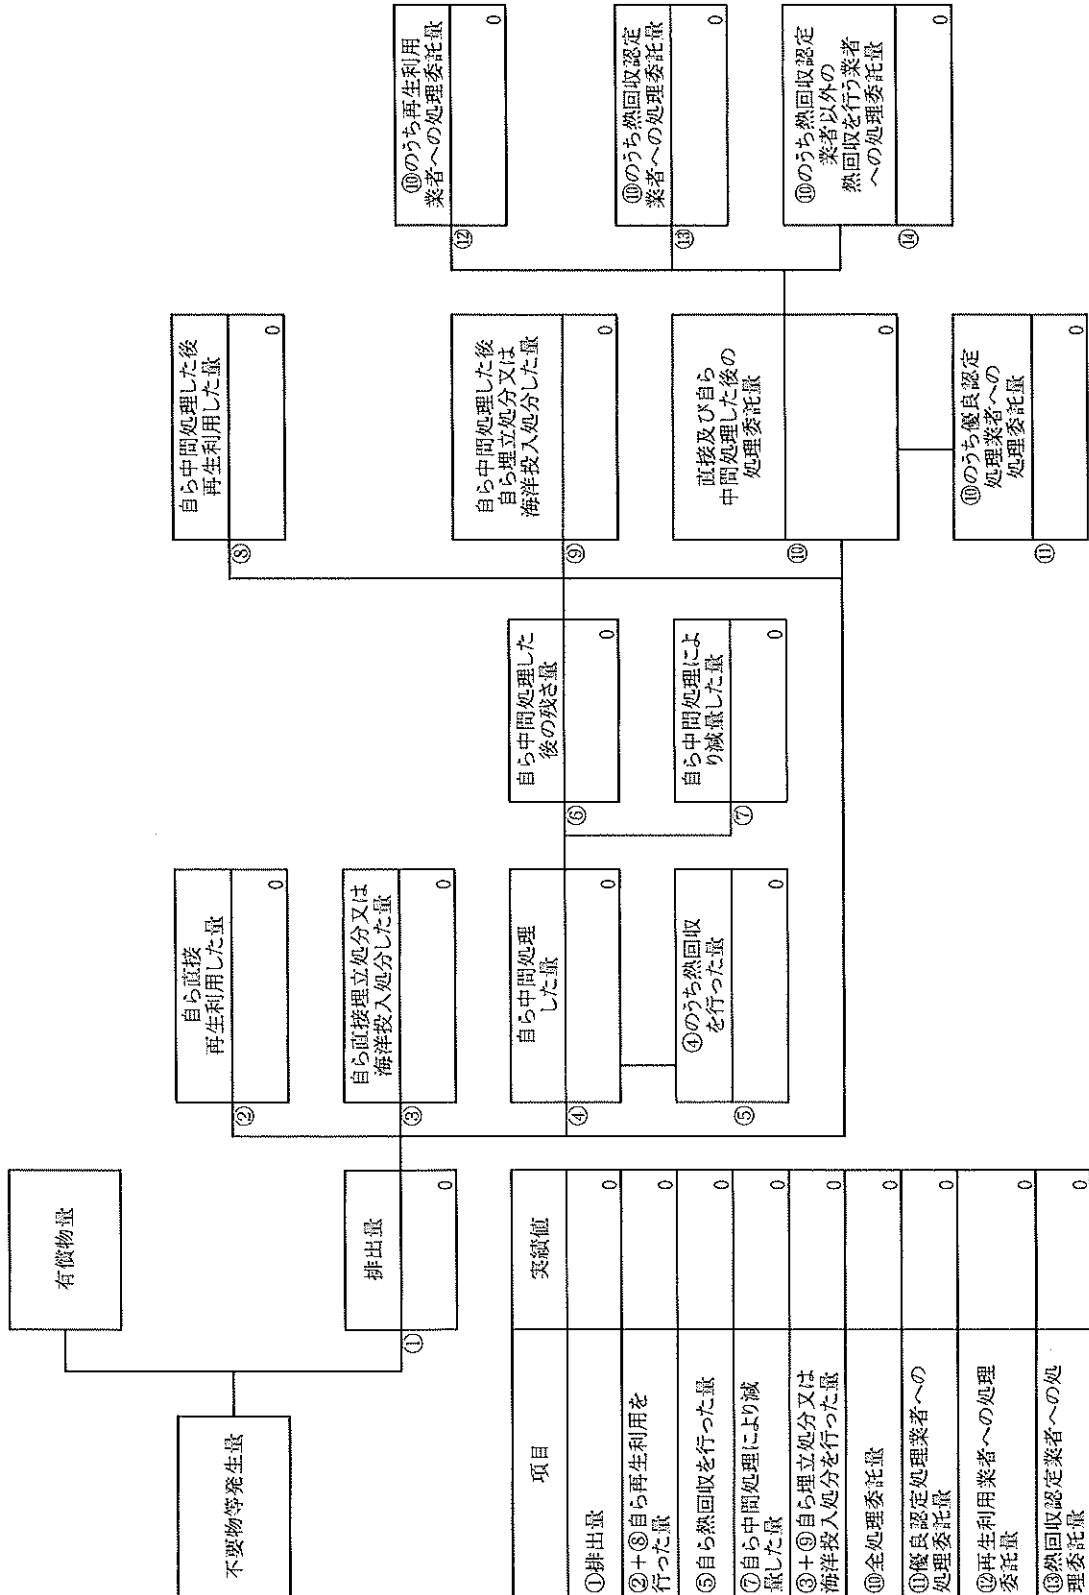 不要物等発生量
有償物量
排出量
①
0
自ら直接
再生利用した量
②
0
自ら直接埋立処分又は
海洋投入処分した量
③
0
自ら中間処理
した量
④
0
④のうち熱回収
を行った量
⑤
0
自ら中間処理した
後の残さ量
⑥
0
自ら中間処理によ
り減量した量
⑦
0
自ら中間処理した後
再生利用した量
⑧
0
自ら中間処理した後
自ら埋立処分又は
海洋投入処分した量
⑨
0
直接及び自ら
中間処理した後の
処理委託量
⑩
0
⑩のうち優良認定
処理業者への
処理委託量
⑪
0
⑩のうち再生利用
業者への処理委託量
⑫
0
⑩のうち熱回収認定
業者への処理委託量
⑬
0
⑩のうち熱回収認定
業者以外の
熱回収を行う業者
への処理委託量
⑭
0
項目 実績値
①排出量 0
②+⑧自ら再生利用を
行った量 0
⑤自ら熱回収を行った量 0
⑦自ら中間処理により減
量した量 0
③+⑨自ら埋立処分又は
海洋投入処分を行った量 0
⑩全処理委託量 0
⑪優良認定処理業者への
処理委託量 0
⑫再生利用業者への処理
委託量 0
⑬熱回収認定業者への処
理委託量 0